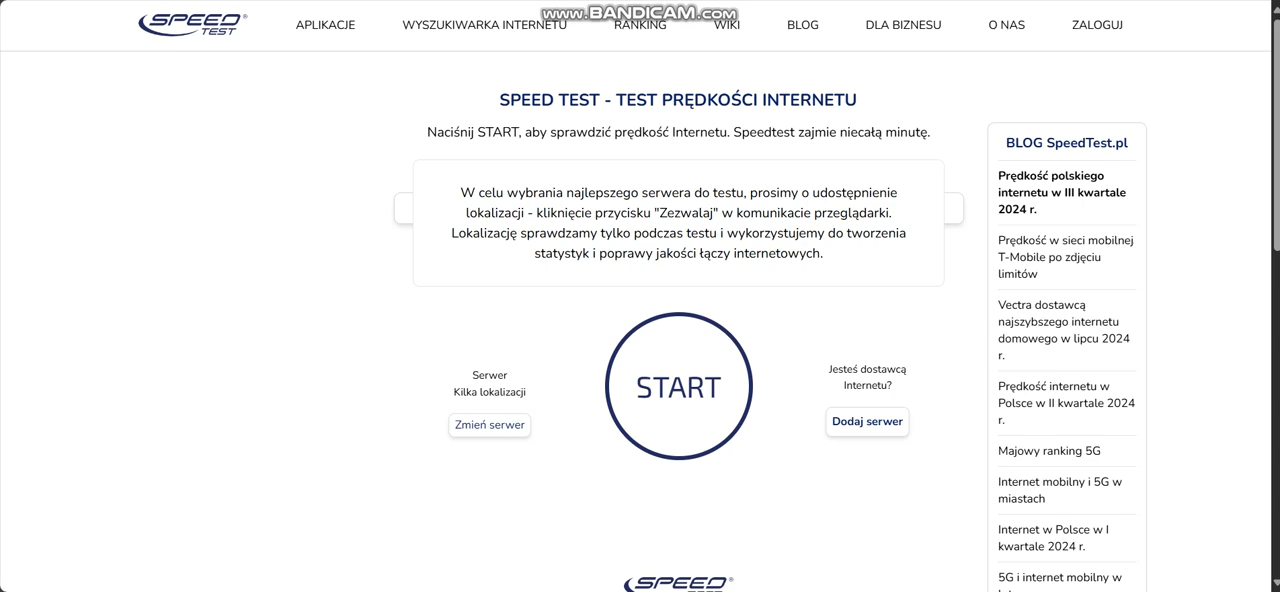 www.BANDICAM.com
SPEED TEST®
APLIKACJE WYSZUKIWARKA INTERNETU RANKING WIKI BLOG DLA BIZNESU O NAS ZALOGUJ
SPEED TEST - TEST PRĘDKOŚCI INTERNETU
Naciśnij START, aby sprawdzić prędkość Internetu. Speedtest zajmie niecałą minutę.
W celu wybrania najlepszego serwera do testu, prosimy o udostępnienie
lokalizacji - kliknięcie przycisku "Zezwalaj" w komunikacie przeglądarki.
Lokalizację sprawdzamy tylko podczas testu i wykorzystujemy do tworzenia
statystyk i poprawy jakości łączy internetowych.
Serwer
Kilka lokalizacji
Zmień serwer
START
Jesteś dostawcą
Internetu?
Dodaj serwer
SPEED®
BLOG SpeedTest.pl
Prędkość polskiego
internetu w III kwartale
2024 r.
Prędkość w sieci mobilnej
T-Mobile po zdjęciu
limitów
Vectra dostawcą
najszybszego internetu
domowego w lipcu 2024
r.
Prędkość internetu w
Polsce w II kwartale 2024
r.
Majowy ranking 5G
Internet mobilny i 5G w
miastach
Internet w Polsce w I
kwartale 2024 r.
5G i internet mobilny w